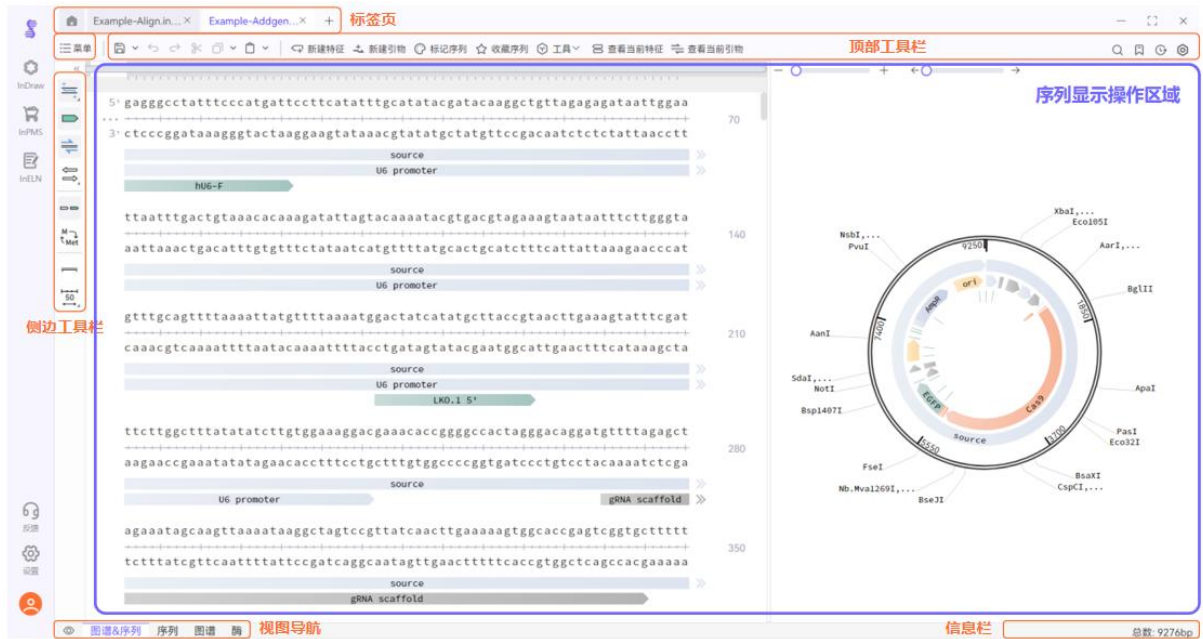 Example-Align.in... ×
Example-Addgen... ×
+
标签页
菜单
新建特征
新建引物
标记序列
收藏序列
工具
查看当前特征
查看当前引物
顶部工具栏
InDraw
InPMS
InELN
反馈
设置
M
Met
50
侧边工具栏
序列显示操作区域
5' gagggcctatttcccatgattccttcatatttgcatatacgatacaaggctgttagagagataattggaa
70
3' ctcccggataaagggtactaaggaagtataaacgtatatgctatgttccgacaatctctctattaacctt
source
U6 promoter
hU6-F
ttaatttgactgtaaacacaaagatattagtacaaaatacgtgacgtagaaagtaataatttcttgggta
140
aattaaactgacatttgtgtttctataatcatgttttatgcactgcatctttcattattaaagaacccat
source
U6 promoter
gtttgcagttttaaaattatgttttaaaatggactatcatatgcttaccgtaacttgaaagtatttcgat
210
caaacgtcaaaattttaatacaaaattttacctgatagtatacgaatggcattgaactttcataaagcta
source
U6 promoter
LKO.1 5'
ttcttggctttatatatcttgtggaaaggacgaaacaccggggccactagggacaggatgttttagagct
280
aagaaccgaaatatatagaacacctttcctgctttgtggccccggtgatccctgtcctacaaaatctcga
source
U6 promoter
gRNA scaffold
agaaatagcaagttaaaataaggctagtccgttatcaacttgaaaaagtggcaccgagtcggtgcttttt
350
tctttatcgttcaattttattccgatcaggcaatagttgaactttttcaccgtggctcagccacgaaaaa
source
gRNA scaffold
XbaI,...
Eco105I
AarI,...
BglII
ApaI
PasI
Eco32I
BsaXI
CspCI,...
BseJI
Nb.Mva1269I,...
FseI
Bsp1407I
NotI
SdaI,...
AanI
PvuI
NsbI,...
9250
1850
3700
5550
7400
ori
AmpR
EGFP
Cas9
source
图谱&序列
序列
图谱
酶
视图导航
信息栏
总数: 9276bp